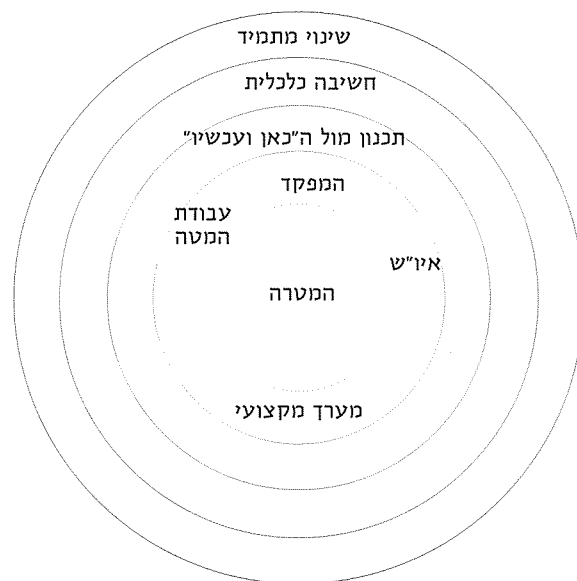 שינוי מתמיד
חשיבה כלכלית
תכנון מול ה"כאן ועכשיו"
המפקד
עבודת
המטה
איו"ש
המטרה
מערך מקצועי